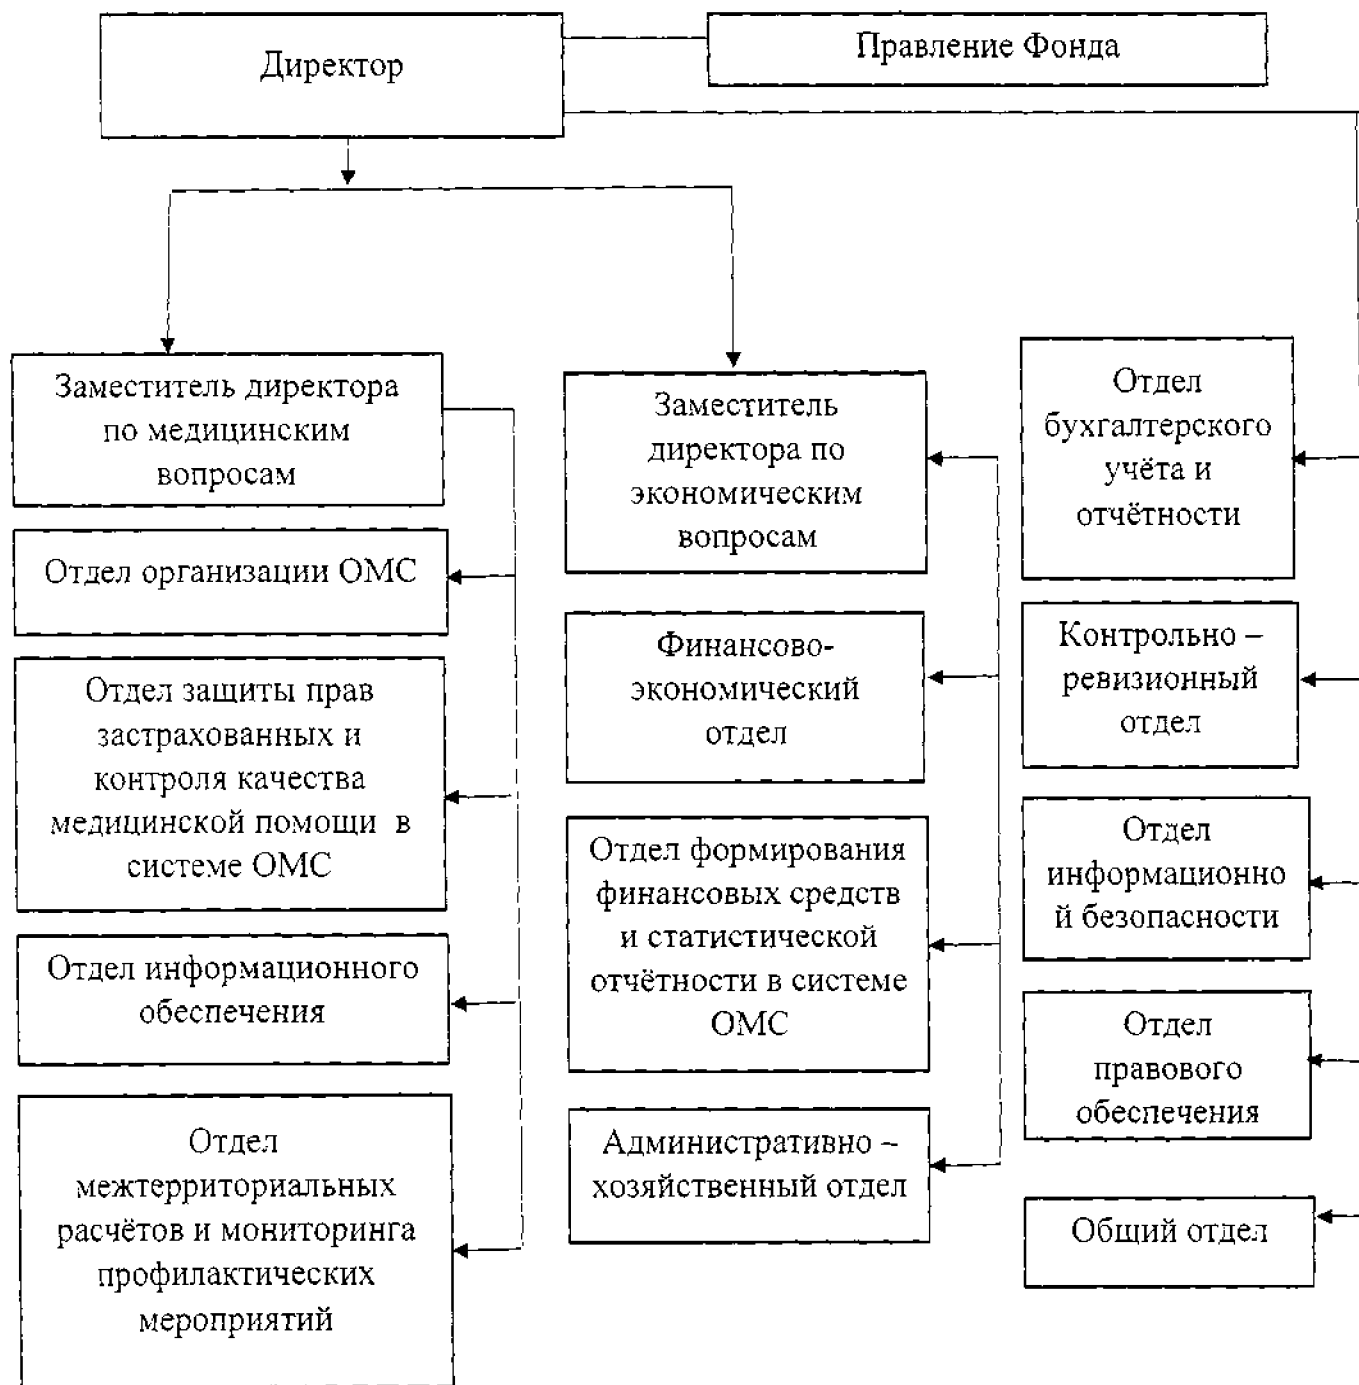 Директор
Правление Фонда
Заместитель директора
по медицинским
вопросам
Отдел организации ОМС
Отдел защиты прав
застрахованных и
контроля качества
медицинской помощи в
системе ОМС
Отдел информационного
обеспечения
Отдел
межтерриториальных
расчётов и мониторинга
профилактических
мероприятий
Заместитель
директора по
экономическим
вопросам
Финансово-
экономический
отдел
Отдел формирования
финансовых средств
и статистической
отчётности в системе
ОМС
Административно –
хозяйственный отдел
Отдел
бухгалтерского
учёта и
отчётности
Контрольно –
ревизионный
отдел
Отдел
информационно
й безопасности
Отдел
правового
обеспечения
Общий отдел